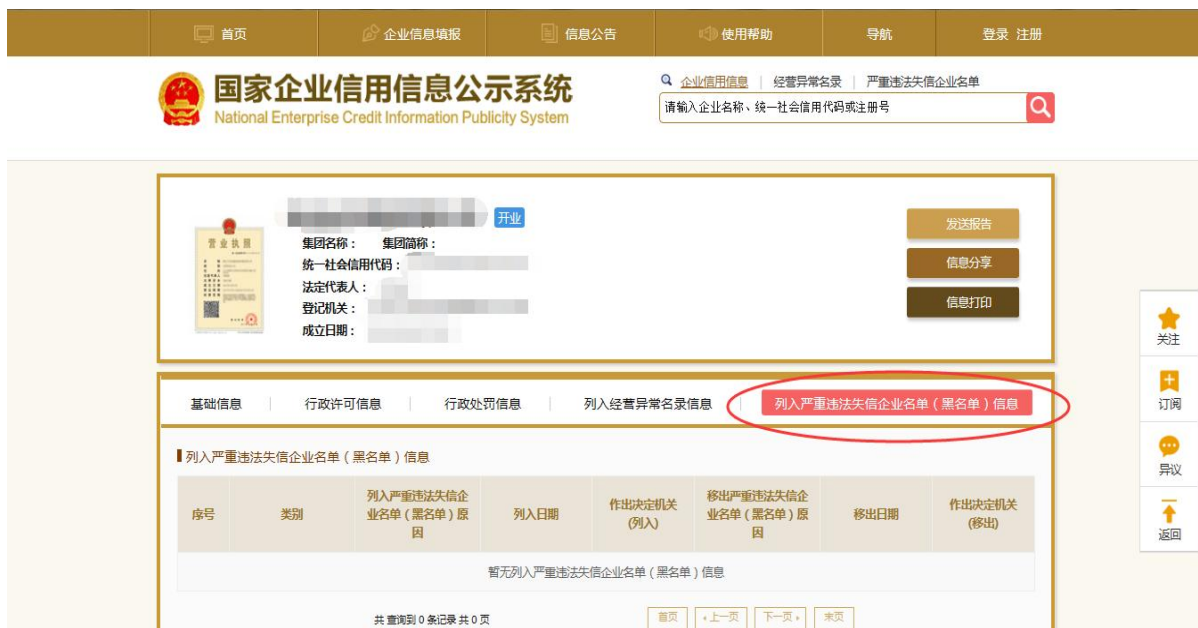 首页 企业信息填报 信息公告 使用帮助 导航 登录 注册
国家企业信用信息公示系统
National Enterprise Credit Information Publicity System
企业信用信息 | 经营异常名录 | 严重违法失信企业名单
请输入企业名称、统一社会信用代码或注册号
开业
营业执照
集团名称： 集团简称：
统一社会信用代码：
法定代表人：
登记机关：
成立日期：
发送报告
信息分享
信息打印
关注
订阅
异议
返回
基础信息 | 行政许可信息 | 行政处罚信息 | 列入经营异常名录信息 | 列入严重违法失信企业名单（黑名单）信息
列入严重违法失信企业名单（黑名单）信息
序号
类别
列入严重违法失信企
业名单（黑名单）原
因
列入日期
作出决定机关
(列入)
移出严重违法失信企
业名单（黑名单）原
因
移出日期
作出决定机关
(移出)
暂无列入严重违法失信企业名单（黑名单）信息
共 查询到 0 条记录 共 0 页
首页 上一页 下一页 末页